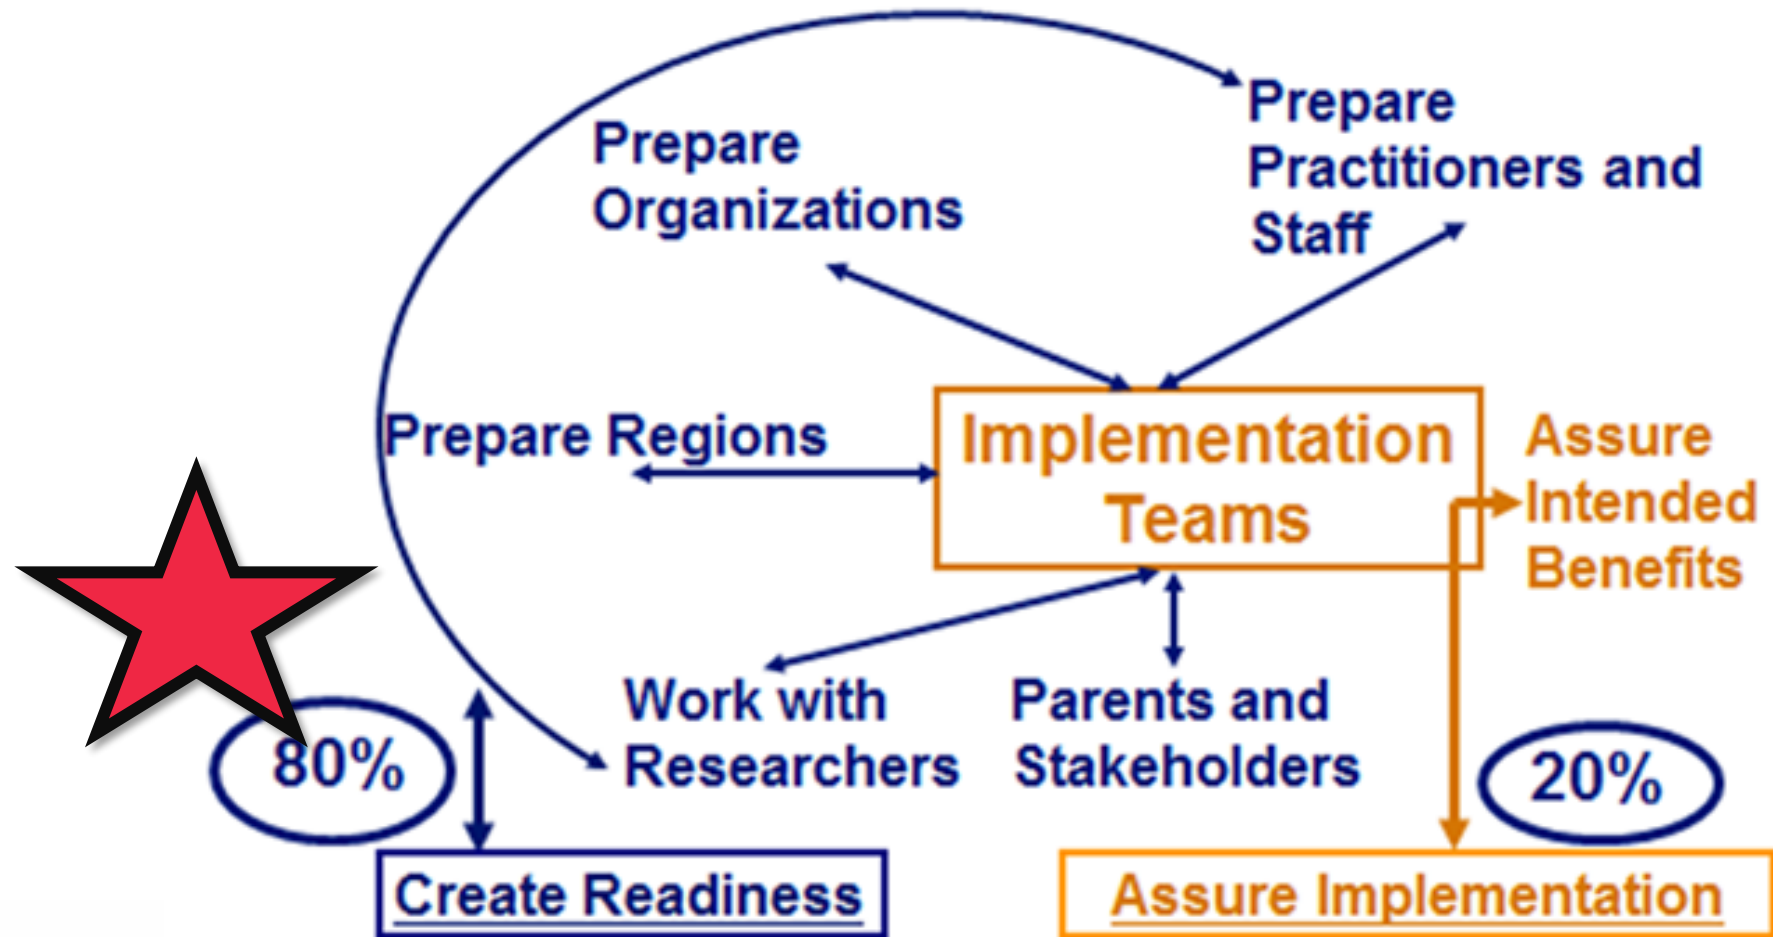 Prepare
Organizations
Prepare
Practitioners and
Staff
Prepare Regions
Implementation
Teams
Assure
Intended
Benefits
Work with
Researchers
Parents and
Stakeholders
80%
20%
Create Readiness
Assure Implementation